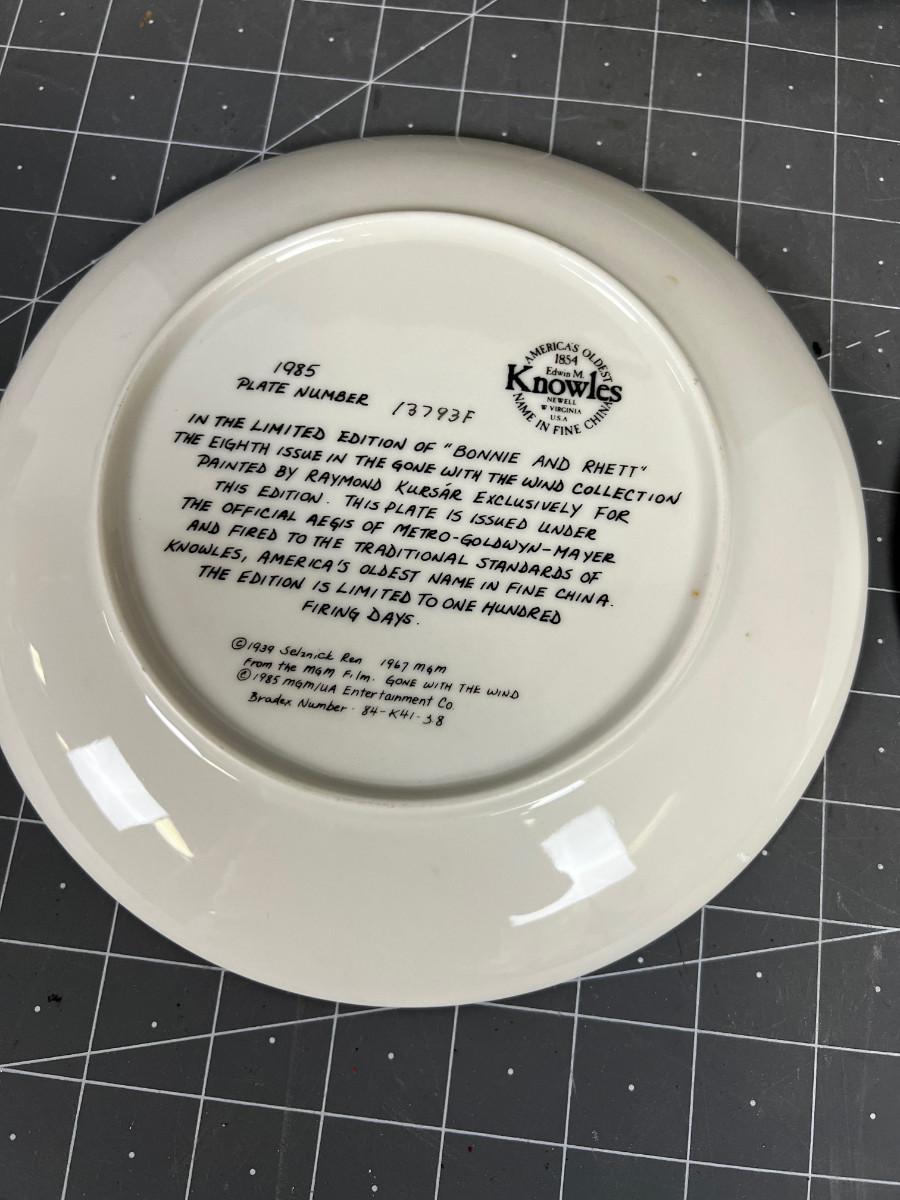 1985
PLATE NUMBER 13793F
AMERICA'S OLDEST
1854
Edwin M.
Knowles
NEWELL
W VIRGINIA
U.S.A
NAME IN FINE CHINA
IN THE LIMITED EDITION OF "BONNIE AND RHETT"
THE EIGHTH ISSUE IN THE GONE WITH THE WIND COLLECTION
PAINTED BY RAYMOND KURSÁR EXCLUSIVELY FOR
THIS EDITION. THIS PLATE IS ISSUED UNDER
THE OFFICIAL AEGIS OF METRO-GOLDWYN-MAYER
AND FIRED TO THE TRADITIONAL STANDARDS OF
KNOWLES, AMERICA'S OLDEST NAME IN FINE CHINA.
THE EDITION IS LIMITED TO ONE HUNDRED
FIRING DAYS.
©1939 Selznick Ren 1967 MGM
From the MGM Film. GONE WITH THE WIND
©1985 MGM/UA Entertainment Co
Bradex Number · 84-K41-3.8